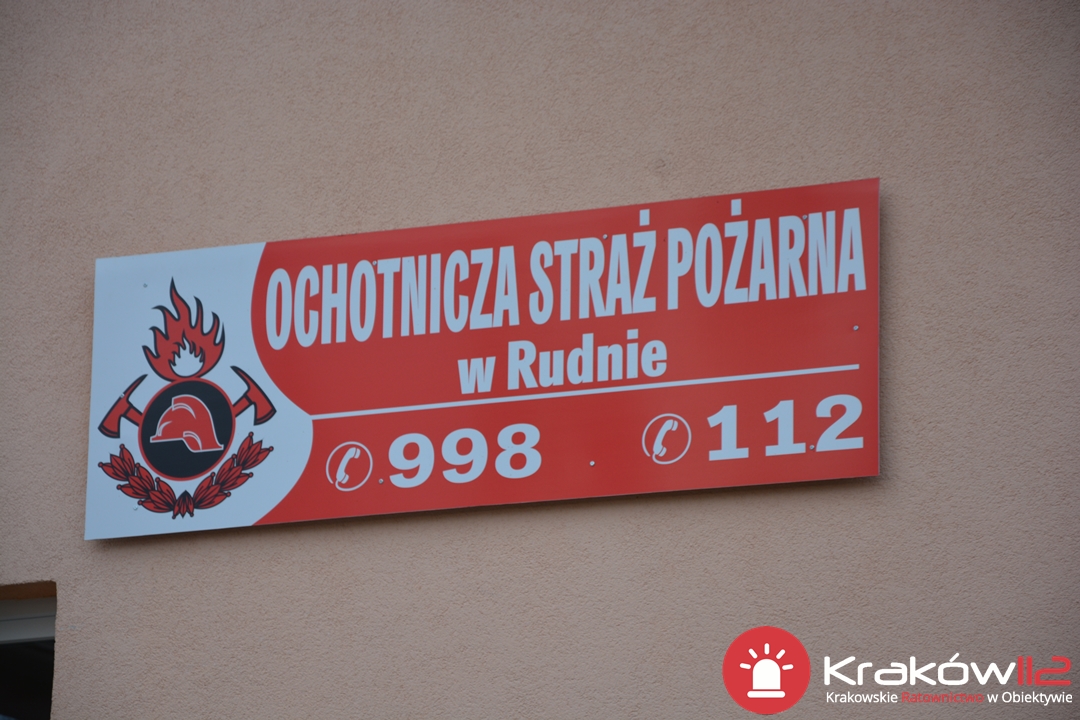 OCHOTNICZA STRAŻ POŻARNA
w Rudnie
998 112
Kraków112
Krakowskie Ratownictwo w Obiektywie